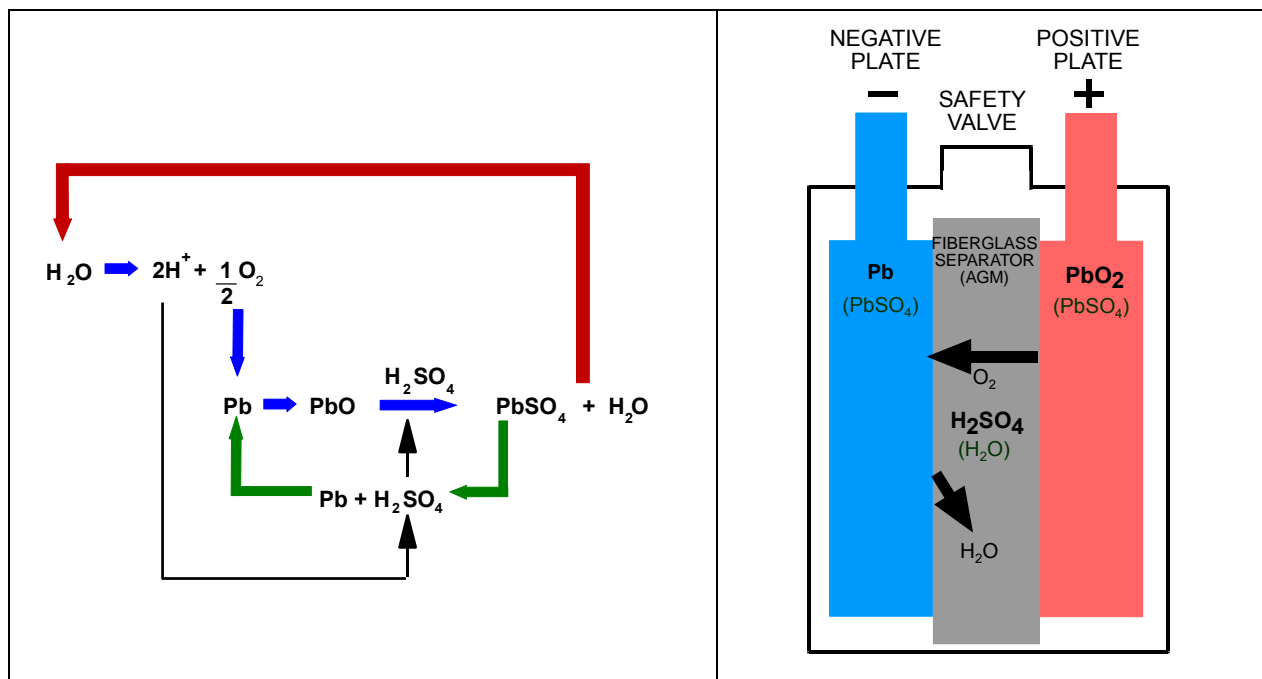 H₂O 2H⁺ + 1/2 O₂
H₂SO₄
Pb PbO PbSO₄ + H₂O
Pb + H₂SO₄
NEGATIVE
PLATE
−
SAFETY
VALVE
POSITIVE
PLATE
+
FIBERGLASS
SEPARATOR
(AGM)
Pb
(PbSO₄)
PbO₂
(PbSO₄)
O₂
H₂SO₄
(H₂O)
H₂O